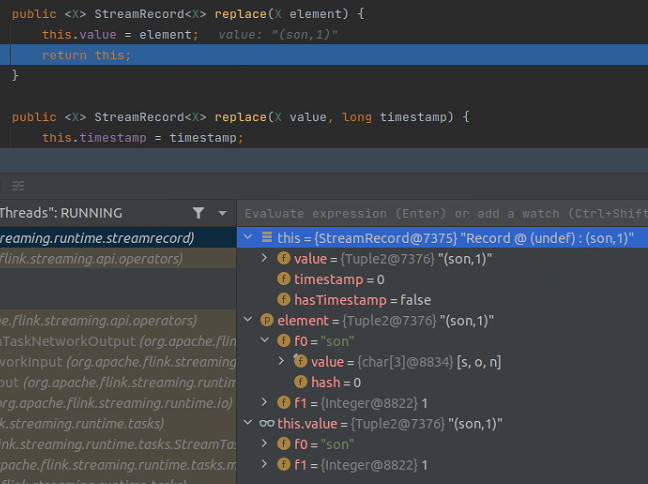 public <X> StreamRecord<X> replace(X element) {
this.value = element; value: "(son,1)"
return this;
}
public <X> StreamRecord<X> replace(X value, long timestamp) {
this.timestamp = timestamp;
Threads": RUNNING
Evaluate expression (Enter) or add a watch (Ctrl+Shift
reaming.runtime.streamrecord)
this = {StreamRecord@7375} "Record @ (undef) : (son,1)"
flink.streaming.api.operators)
value = {Tuple2@7376} "(son,1)"
timestamp = 0
hasTimestamp = false
he.flink.streaming.api.operators)
element = {Tuple2@7376} "(son,1)"
mTaskNetworkOutput (org.apache.flin
f0 = "son"
workInput (org.apache.flink.streaming
value = {char[3]@8834} [s, o, n]
put (org.apache.flink.streaming.runtim
hash = 0
org.apache.flink.streaming.runtime.io)
f1 = {Integer@8822} 1
nk.streaming.runtime.tasks)
this.value = {Tuple2@7376} "(son,1)"
ink.streaming.runtime.tasks.StreamTas
f0 = "son"
apache.flink.streaming.runtime.tasks.m
f1 = {Integer@8822} 1